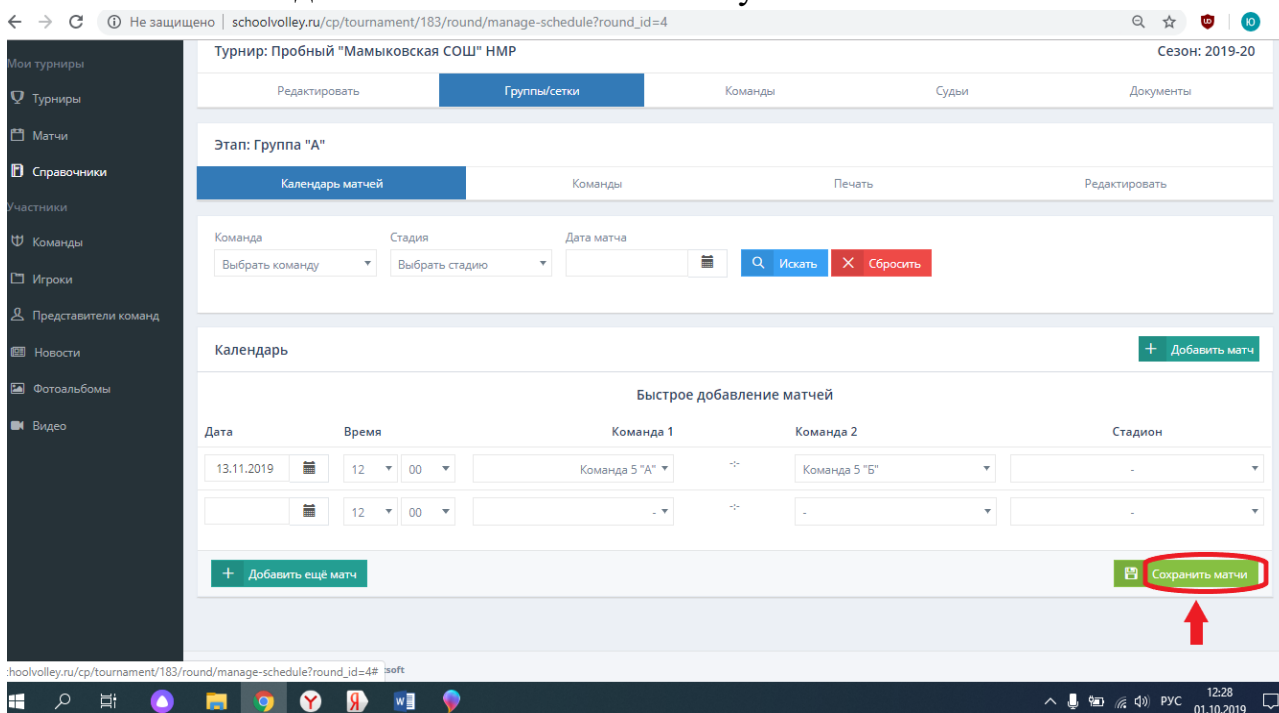 Не защищено | schoolvolley.ru/cp/tournament/183/round/manage-schedule?round_id=4
Ю
Мои турниры
Турниры
Матчи
Справочники
Участники
Команды
Игроки
Представители команд
Новости
Фотоальбомы
Видео
Турнир: Пробный "Мамыковская СОШ" НМР
Сезон: 2019-20
Редактировать Группы/сетки Команды Судьи Документы
Этап: Группа "А"
Календарь матчей Команды Печать Редактировать
Команда Стадия Дата матча
Выбрать команду Выбрать стадию Искать Сбросить
Календарь
+ Добавить матч
Быстрое добавление матчей
Дата Время Команда 1 Команда 2 Стадион
13.11.2019 12 00 Команда 5 "А" -:- Команда 5 "Б" -
12 00 - -:- - -
+ Добавить ещё матч
Сохранить матчи
choolvolley.ru/cp/tournament/183/round/manage-schedule?round_id=4# soft
РУС
12:28
01.10.2019